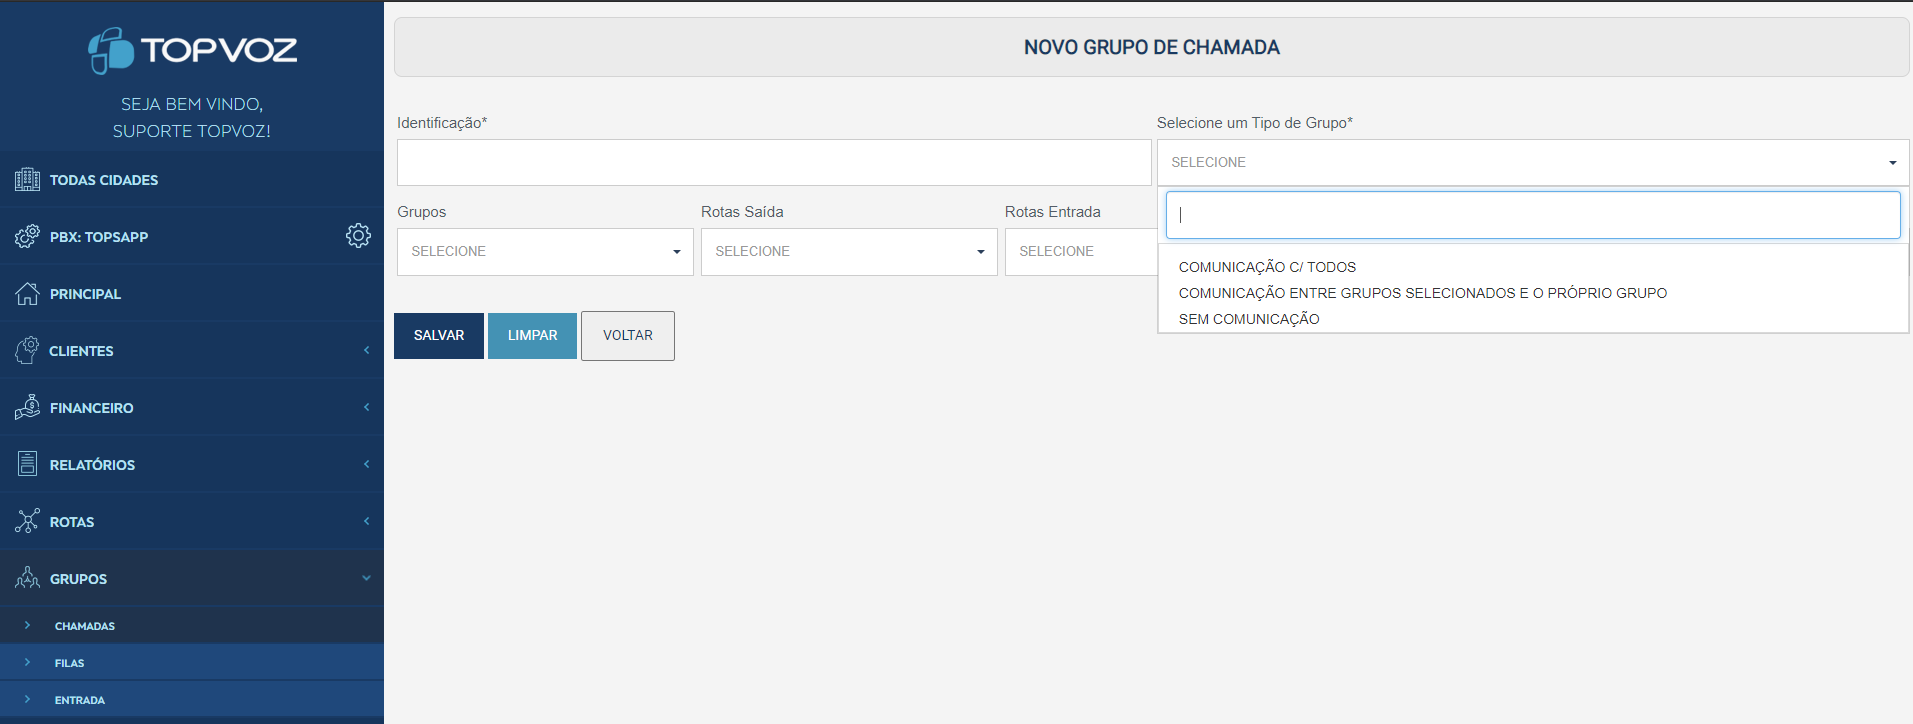 TOPVOZ
SEJA BEM VINDO,
SUPORTE TOPVOZ!
TODAS CIDADES
PBX: TOPSAPP
PRINCIPAL
CLIENTES
FINANCEIRO
RELATÓRIOS
ROTAS
GRUPOS
CHAMADAS
FILAS
ENTRADA
NOVO GRUPO DE CHAMADA
Identificação*
Selecione um Tipo de Grupo*
SELECIONE
COMUNICAÇÃO C/ TODOS
COMUNICAÇÃO ENTRE GRUPOS SELECIONADOS E O PRÓPRIO GRUPO
SEM COMUNICAÇÃO
Grupos
SELECIONE
Rotas Saída
SELECIONE
Rotas Entrada
SELECIONE
SALVAR
LIMPAR
VOLTAR